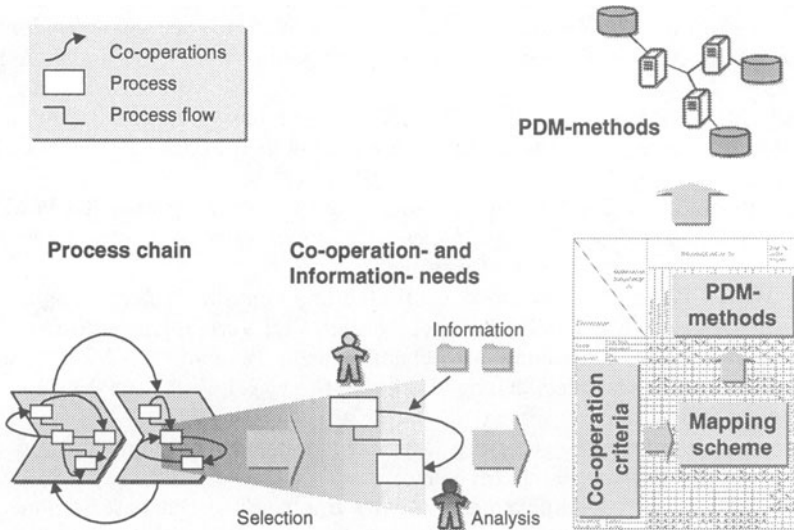 Co-operations
Process
Process flow
PDM-methods
Process chain
Co-operation- and
Information- needs
Information
PDM-
methods
Co-operation
criteria
Mapping
scheme
Selection
Analysis